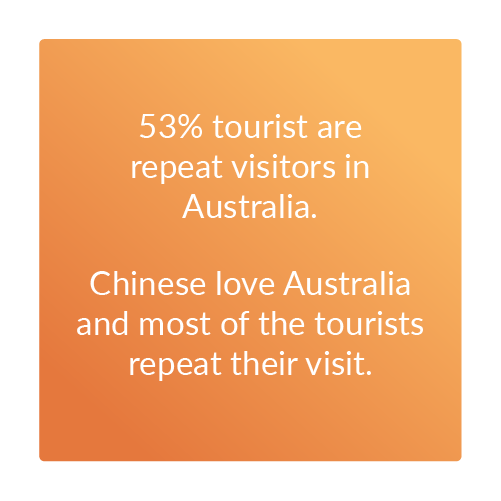 53% tourist are
repeat visitors in
Australia.
Chinese love Australia
and most of the tourists
repeat their visit.